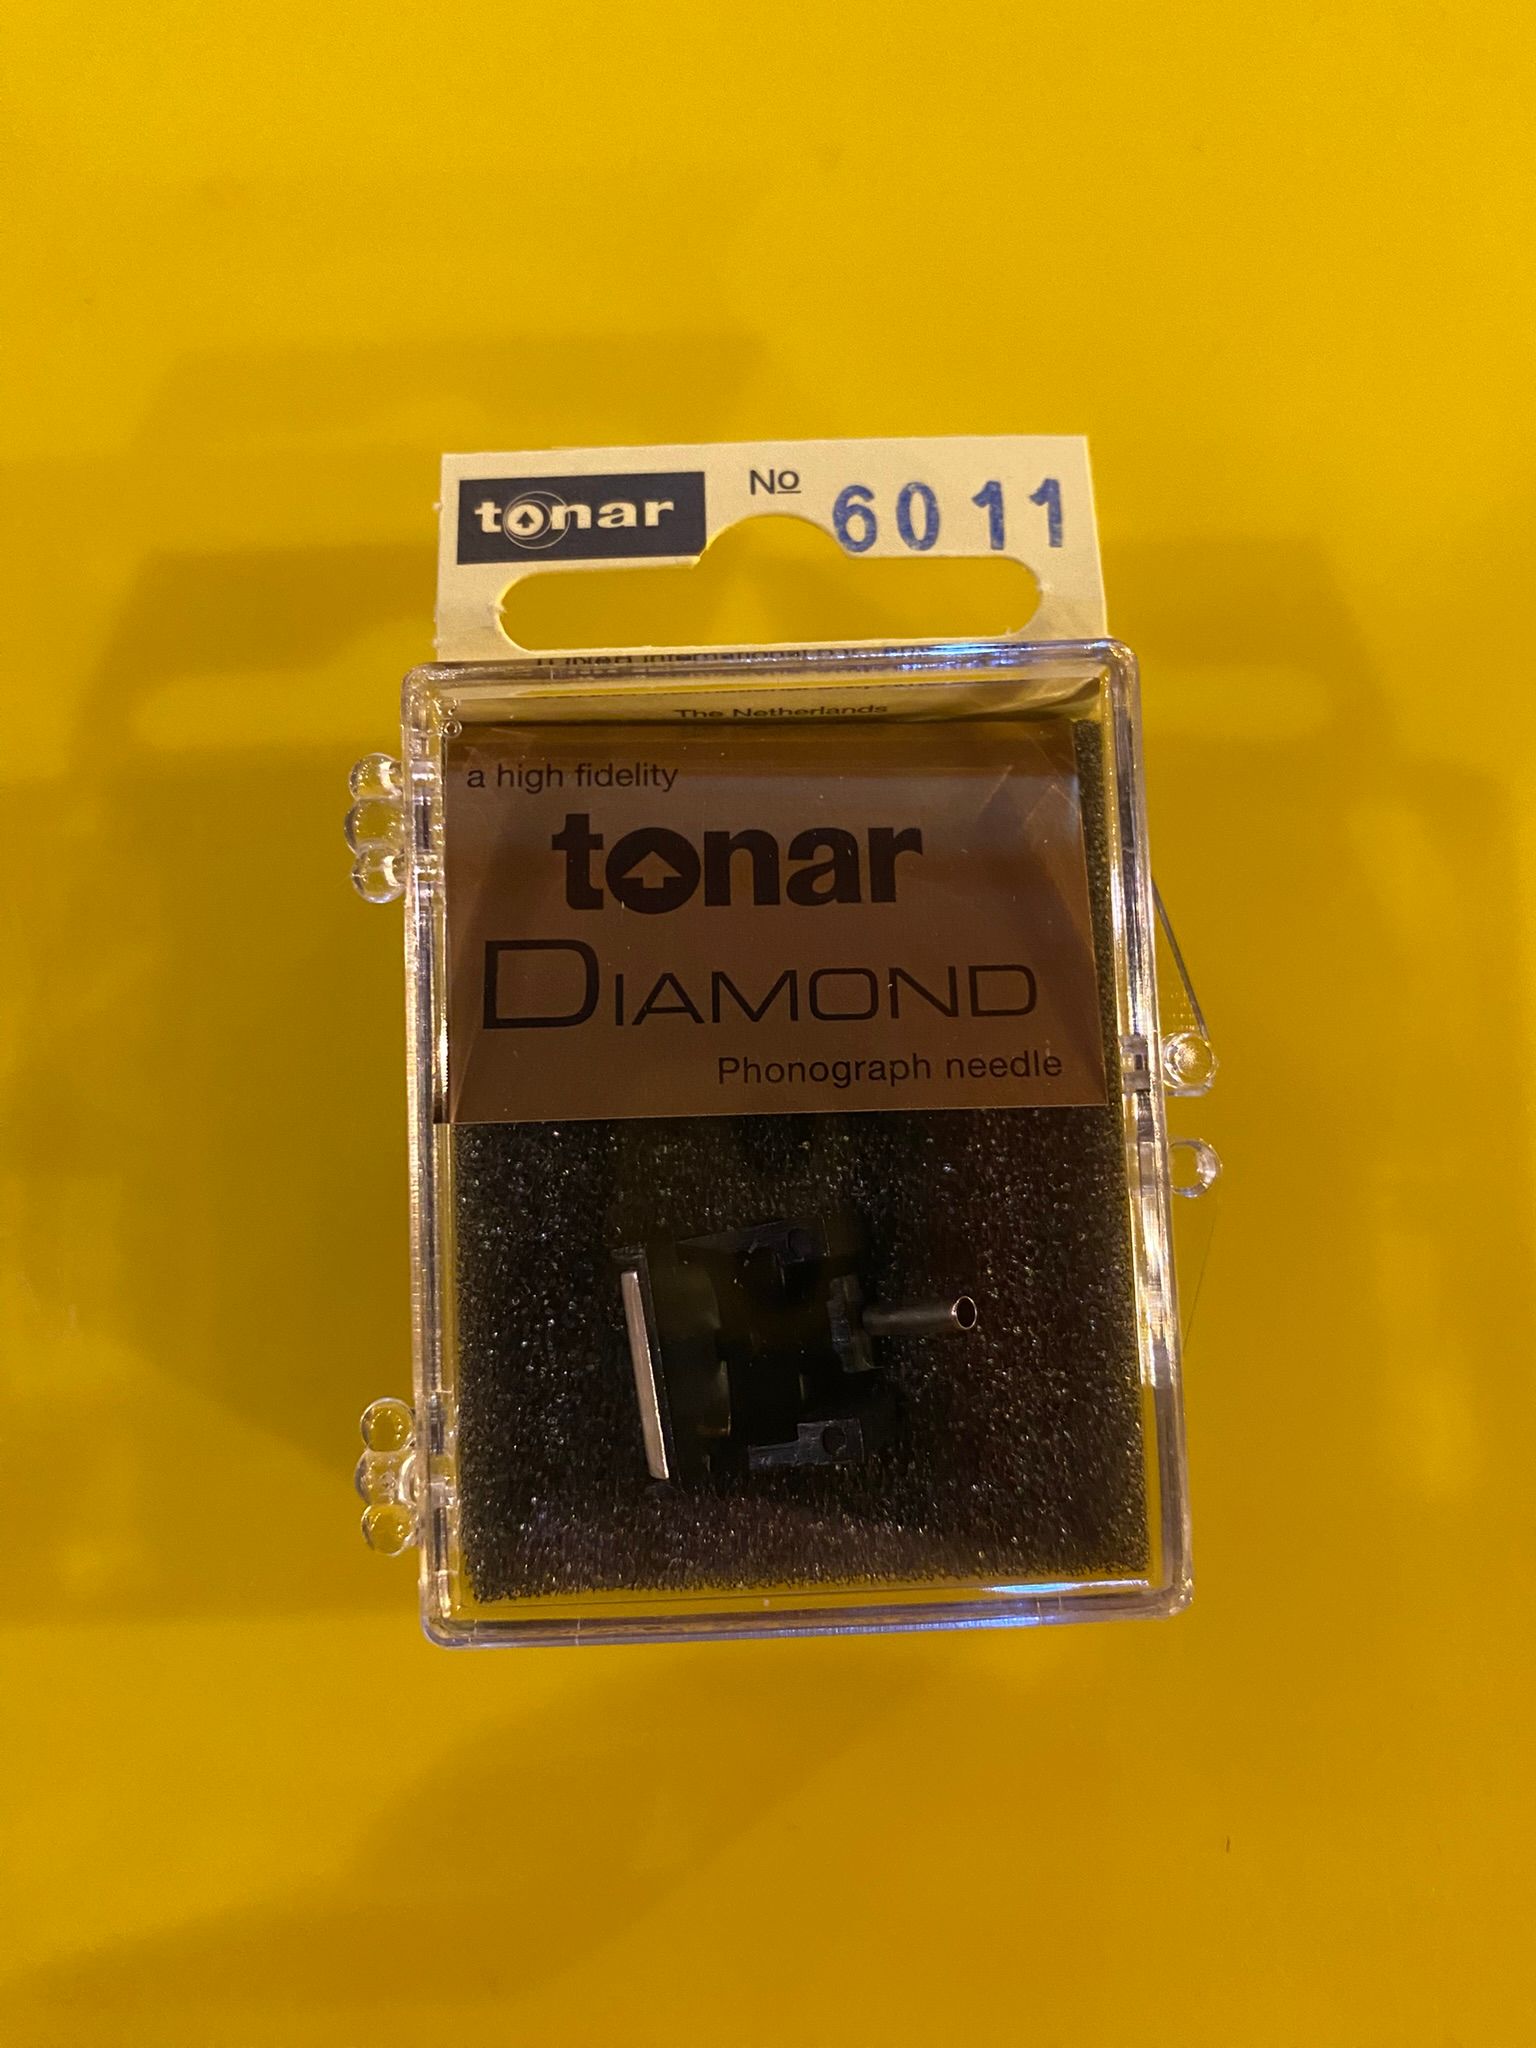 tonar
No 6011
The Netherlands
a high fidelity
tonar
DIAMOND
Phonograph needle